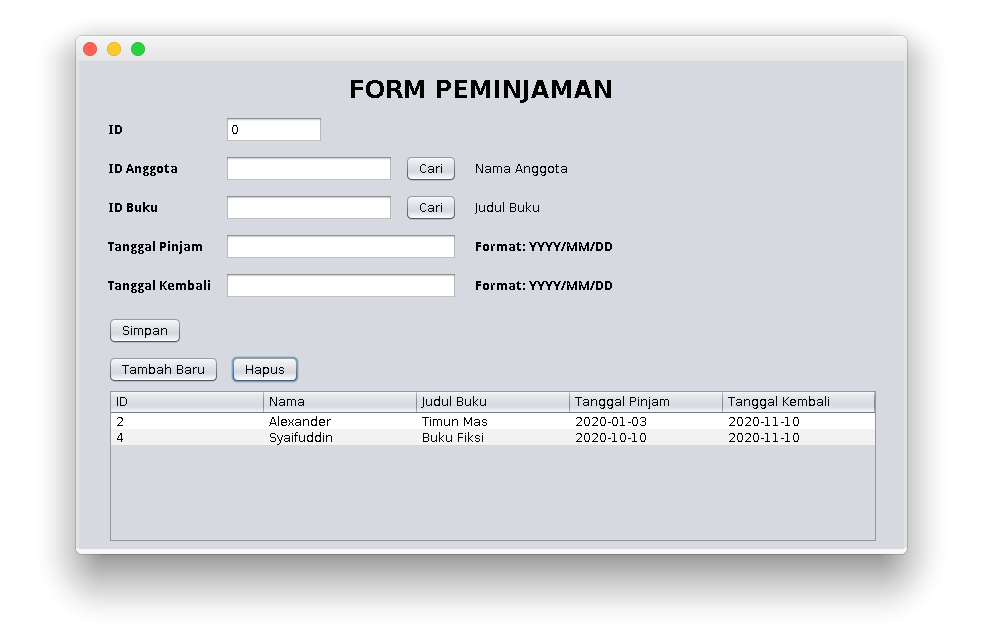 FORM PEMINJAMAN
ID 0
ID Anggota Cari Nama Anggota
ID Buku Cari Judul Buku
Tanggal Pinjam Format: YYYY/MM/DD
Tanggal Kembali Format: YYYY/MM/DD
Simpan
Tambah Baru Hapus
ID Nama Judul Buku Tanggal Pinjam Tanggal Kembali
2 Alexander Timun Mas 2020-01-03 2020-11-10
4 Syaifuddin Buku Fiksi 2020-10-10 2020-11-10